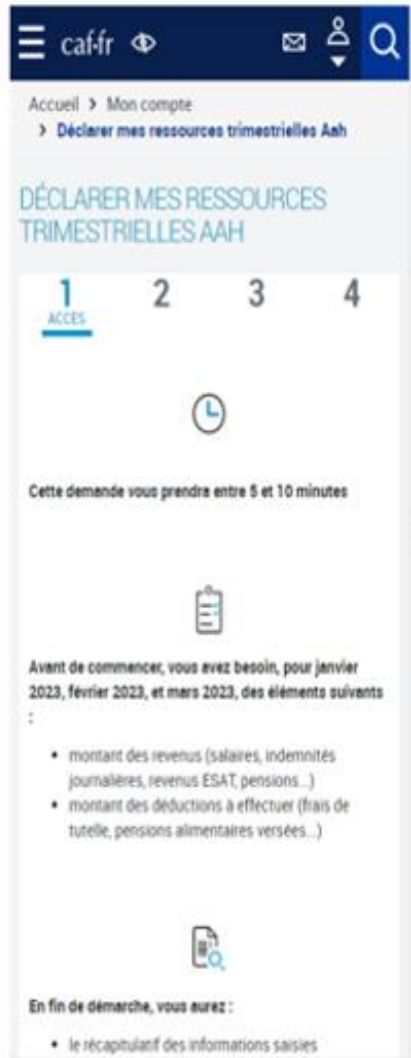 caf·fr
Accueil > Mon compte
> Déclarer mes ressources trimestrielles Aah
DÉCLARER MES RESSOURCES
TRIMESTRIELLES AAH
1 2 3 4
ACCES
Cette demande vous prendra entre 5 et 10 minutes
Avant de commencer, vous avez besoin, pour janvier
2023, février 2023, et mars 2023, des éléments suivants
:
• montant des revenus (salaires, indemnités
journalières, revenus ESAT, pensions...)
• montant des déductions à effectuer (frais de
tutelle, pensions alimentaires versées...)
En fin de démarche, vous aurez :
• le récapitulatif des informations saisies